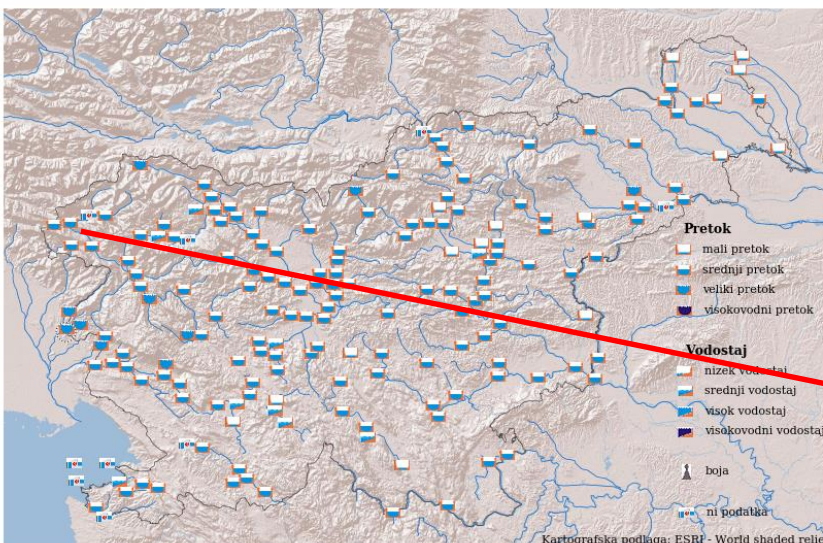 Pretok
mali pretok
srednji pretok
veliki pretok
visokovodni pretok
Vodostaj
nizek vodostaj
srednji vodostaj
visok vodostaj
visokovodni vodostaj
boja
ni podatka
Kartografska podlaga: ESRI - World shaded relie